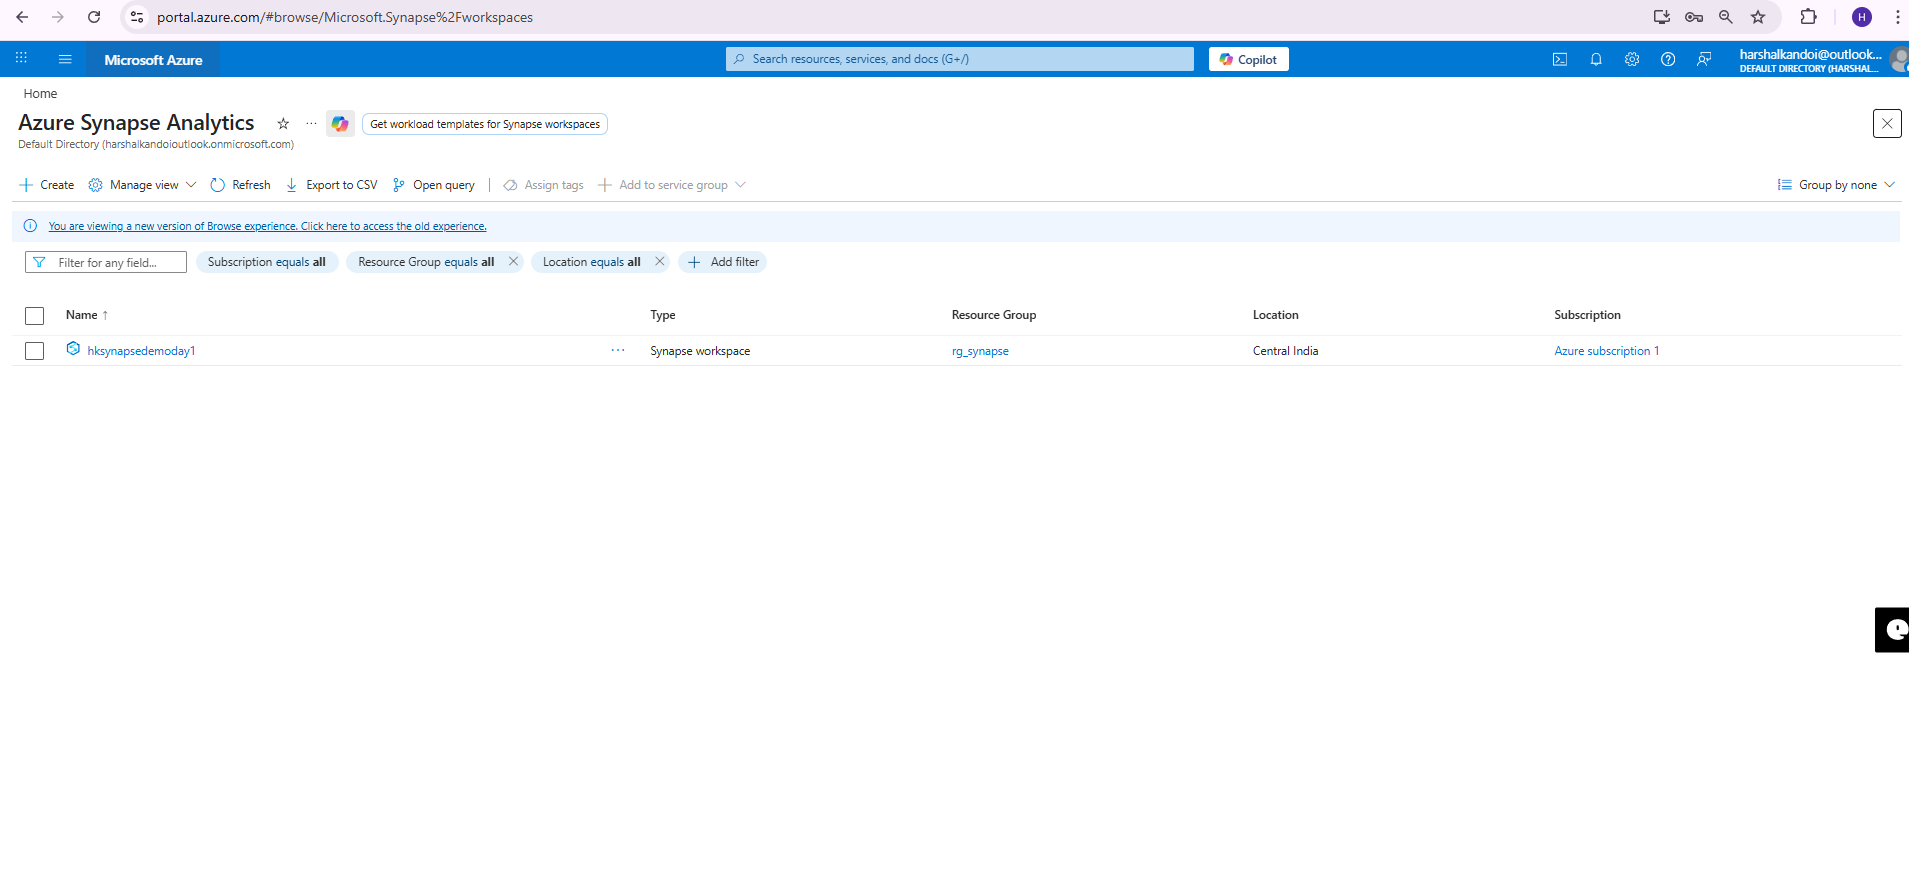 portal.azure.com/#browse/Microsoft.Synapse%2Fworkspaces
H
Microsoft Azure
Search resources, services, and docs (G+/)
Copilot
harshalkandoi@outlook...
DEFAULT DIRECTORY (HARSHAL...
Home
Azure Synapse Analytics
Get workload templates for Synapse workspaces
Default Directory (harshalkandoioutlook.onmicrosoft.com)
Create Manage view Refresh Export to CSV Open query | Assign tags Add to service group Group by none
You are viewing a new version of Browse experience. Click here to access the old experience.
Filter for any field... Subscription equals all Resource Group equals all Location equals all Add filter
Name ↑ Type Resource Group Location Subscription
hksynapsedemoday1 ... Synapse workspace rg_synapse Central India Azure subscription 1